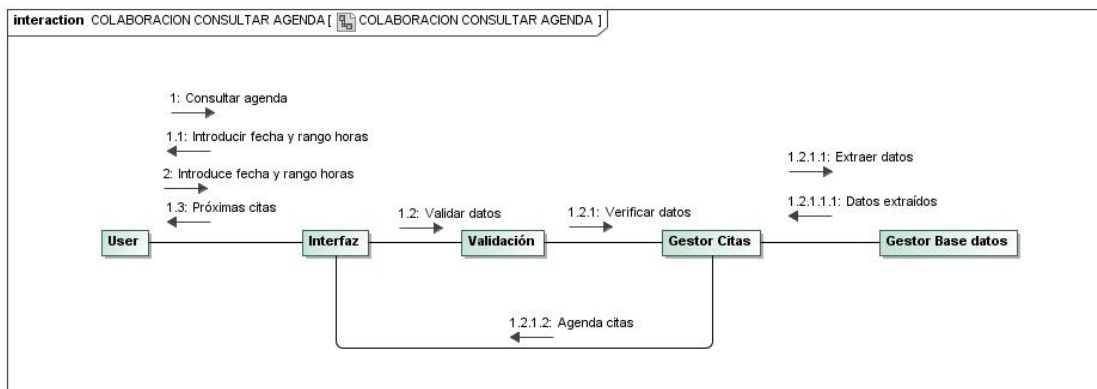 interaction COLABORACION CONSULTAR AGENDA [ COLABORACION CONSULTAR AGENDA ]
1: Consultar agenda
1.1: Introducir fecha y rango horas
2: Introduce fecha y rango horas
1.3: Próximas citas
1.2: Validar datos
1.2.1: Verificar datos
1.2.1.1: Extraer datos
1.2.1.1.1: Datos extraídos
User
Interfaz
Validación
Gestor Citas
Gestor Base datos
1.2.1.2: Agenda citas